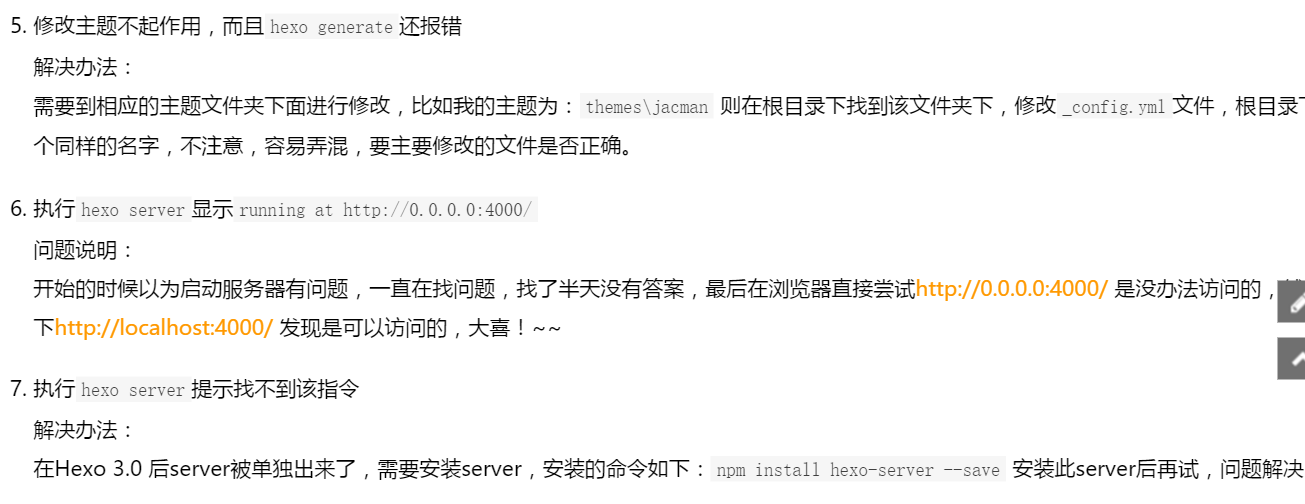 5. 修改主题不起作用，而且 hexo generate 还报错
解决办法：
需要到相应的主题文件夹下面进行修改，比如我的主题为： themes\jacman 则在根目录下找到该文件夹下，修改 _config.yml 文件，根目录
个同样的名字，不注意，容易弄混，要主要修改的文件是否正确。
6. 执行 hexo server 显示 running at http://0.0.0.0:4000/
问题说明：
开始的时候以为启动服务器有问题，一直在找问题，找了半天没有答案，最后在浏览器直接尝试http://0.0.0.0:4000/ 是没办法访问的，
下http://localhost:4000/ 发现是可以访问的，大喜！~~
7. 执行 hexo server 提示找不到该指令
解决办法：
在Hexo 3.0 后server被单独出来了，需要安装server，安装的命令如下： npm install hexo-server --save 安装此server后再试，问题解决